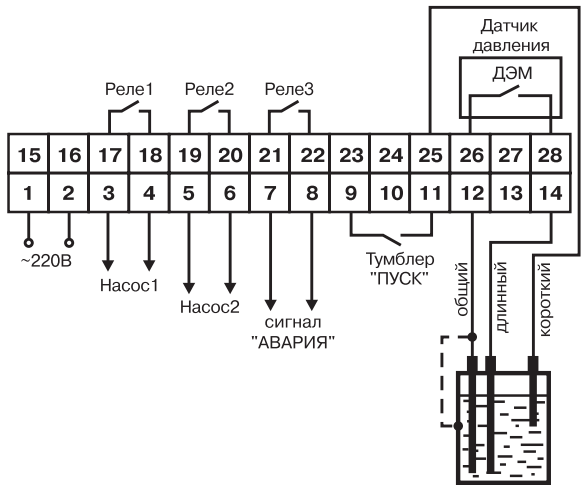 Датчик
давления
ДЭМ
Реле1 Реле2 Реле3
15 16 17 18 19 20 21 22 23 24 25 26 27 28
1 2 3 4 5 6 7 8 9 10 11 12 13 14
~220В
Насос1
Насос2
сигнал
"АВАРИЯ"
Тумблер
"ПУСК"
общий
длинный
короткий